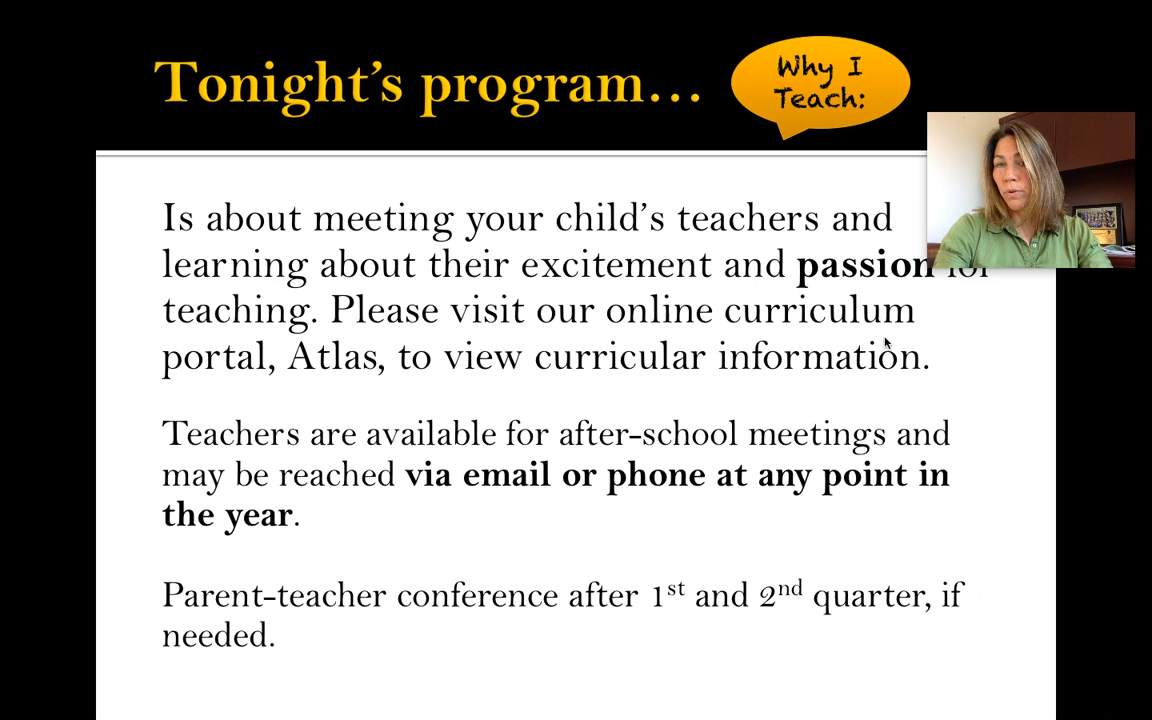 Tonight's program…
Why I
Teach:
Is about meeting your child's teachers and
learning about their excitement and passion for
teaching. Please visit our online curriculum
portal, Atlas, to view curricular information.
Teachers are available for after-school meetings and
may be reached via email or phone at any point in
the year.
Parent-teacher conference after 1st and 2nd quarter, if
needed.